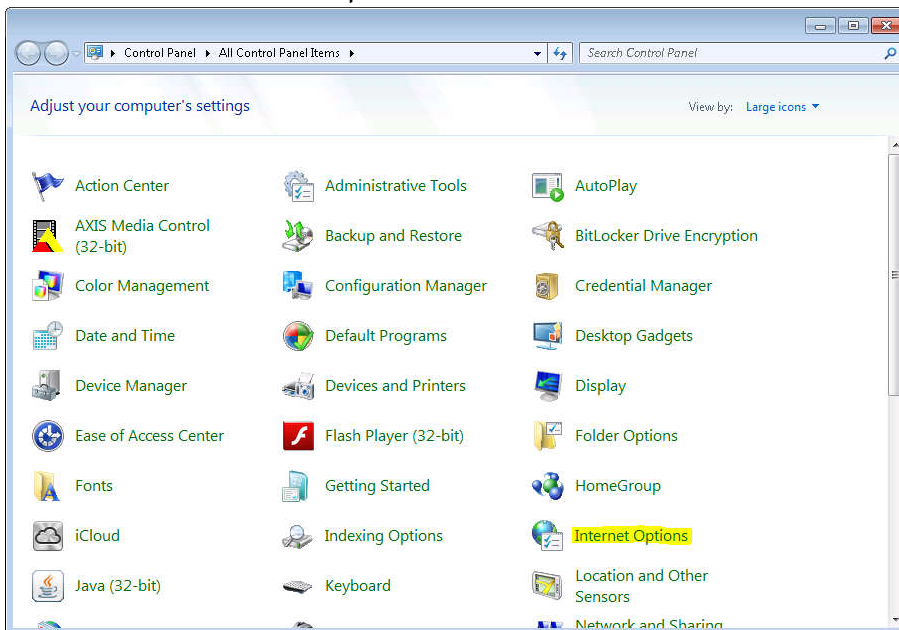 Control Panel ▸ All Control Panel Items ▸
Search Control Panel
Adjust your computer's settings
View by: Large icons
Action Center
Administrative Tools
AutoPlay
AXIS Media Control
(32-bit)
Backup and Restore
BitLocker Drive Encryption
Color Management
Configuration Manager
Credential Manager
Date and Time
Default Programs
Desktop Gadgets
Device Manager
Devices and Printers
Display
Ease of Access Center
Flash Player (32-bit)
Folder Options
Fonts
Getting Started
HomeGroup
iCloud
Indexing Options
Internet Options
Java (32-bit)
Keyboard
Location and Other
Sensors
Network and Sharing